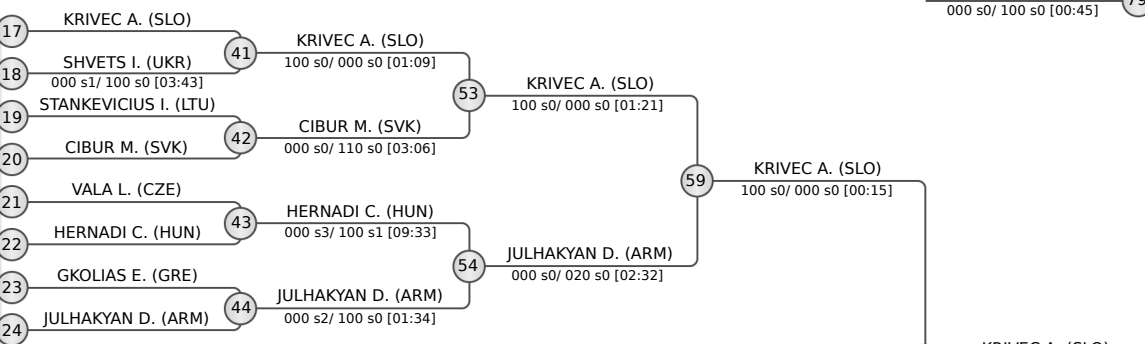 000 s0/ 100 s0 [00:45]
79
17
KRIVEC A. (SLO)
41
18
SHVETS I. (UKR)
000 s1/ 100 s0 [03:43]
KRIVEC A. (SLO)
100 s0/ 000 s0 [01:09]
53
19
STANKEVICIUS I. (LTU)
42
20
CIBUR M. (SVK)
CIBUR M. (SVK)
000 s0/ 110 s0 [03:06]
KRIVEC A. (SLO)
100 s0/ 000 s0 [01:21]
59
21
VALA L. (CZE)
43
22
HERNADI C. (HUN)
HERNADI C. (HUN)
000 s3/ 100 s1 [09:33]
54
23
GKOLIAS E. (GRE)
44
24
JULHAKYAN D. (ARM)
JULHAKYAN D. (ARM)
000 s2/ 100 s0 [01:34]
JULHAKYAN D. (ARM)
000 s0/ 020 s0 [02:32]
KRIVEC A. (SLO)
100 s0/ 000 s0 [00:15]
KRIVEC A. (SLO)